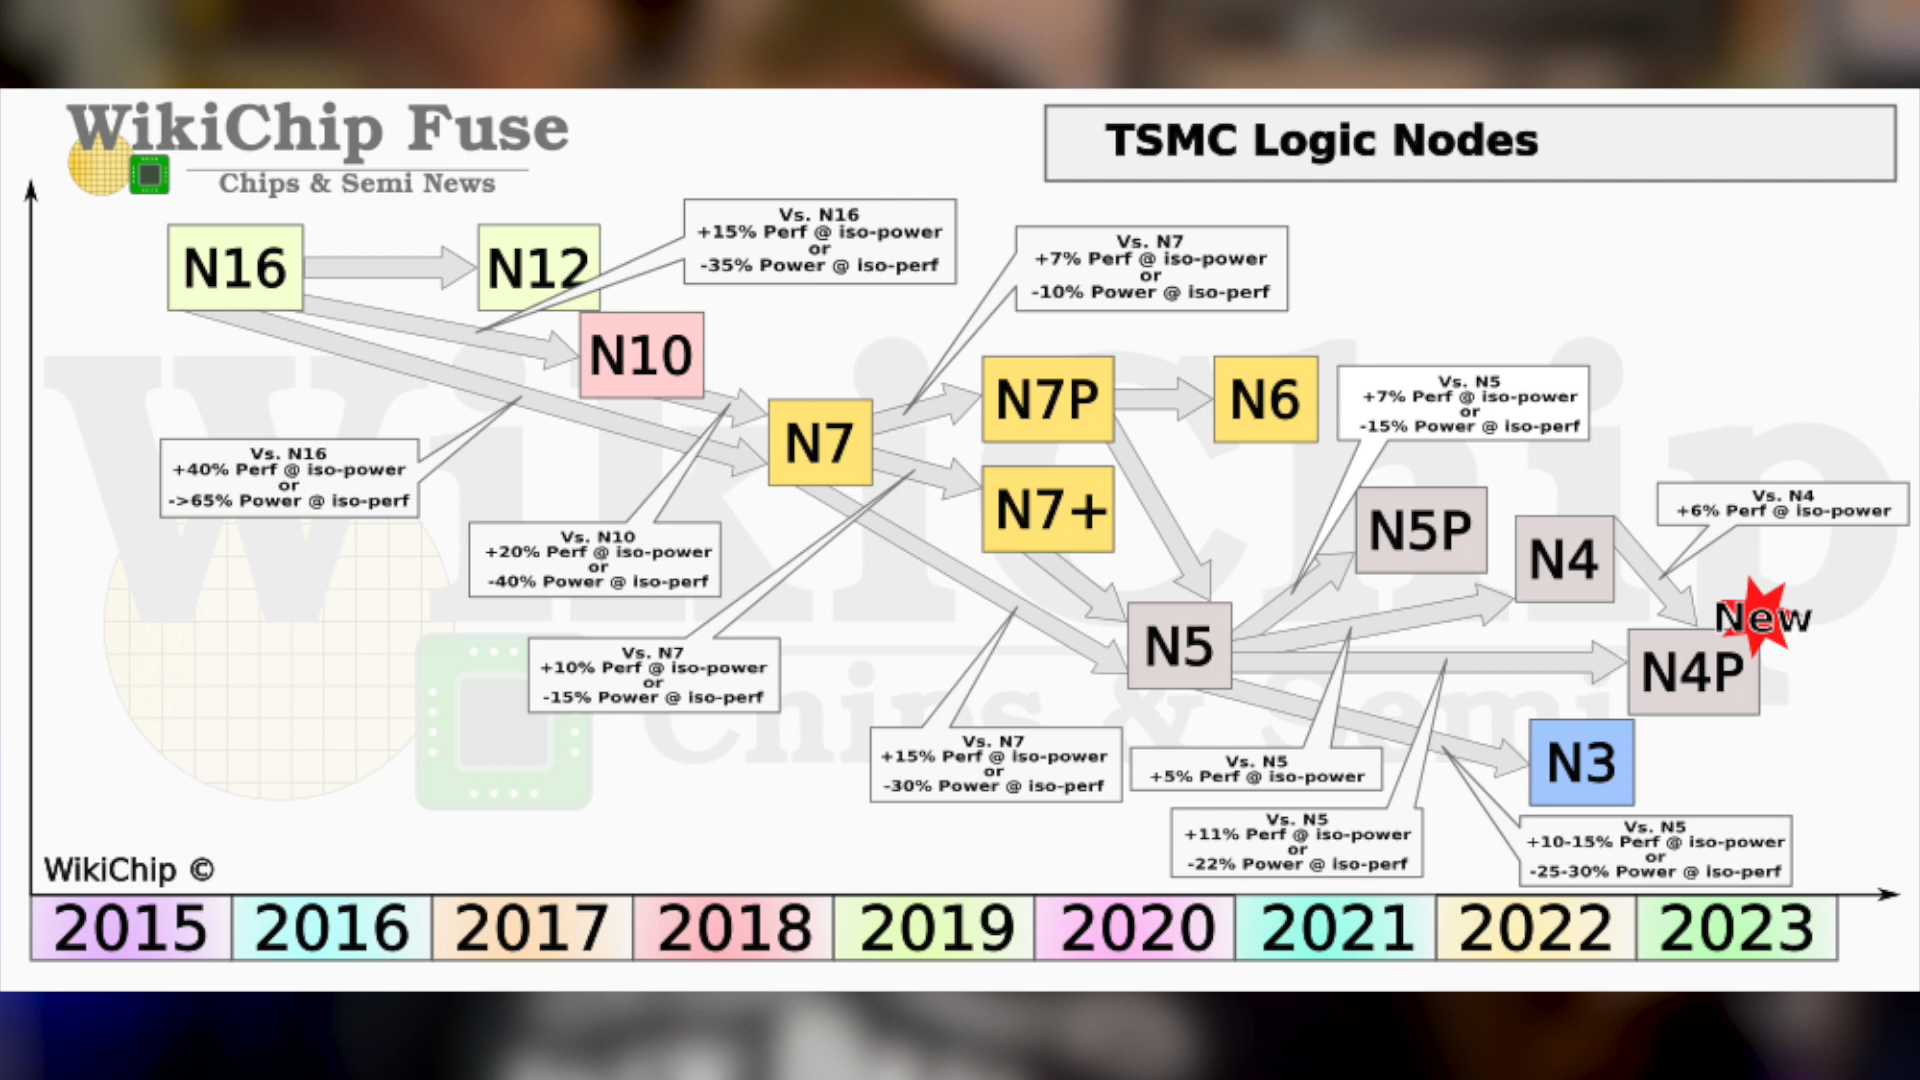 WikiChip Fuse
Chips & Semi News
TSMC Logic Nodes
N16
N12
Vs. N16
+15% Perf @ iso-power
or
-35% Power @ iso-perf
Vs. N7
+7% Perf @ iso-power
or
-10% Power @ iso-perf
N10
N7
N7P
N6
Vs. N5
+7% Perf @ iso-power
or
-15% Power @ iso-perf
Vs. N16
+40% Perf @ iso-power
or
->65% Power @ iso-perf
N7+
N5P
N4
Vs. N4
+6% Perf @ iso-power
Vs. N10
+20% Perf @ iso-power
or
-40% Power @ iso-perf
New
N5
N4P
Vs. N7
+10% Perf @ iso-power
or
-15% Power @ iso-perf
Vs. N7
+15% Perf @ iso-power
or
-30% Power @ iso-perf
Vs. N5
+5% Perf @ iso-power
N3
Vs. N5
+11% Perf @ iso-power
or
-22% Power @ iso-perf
Vs. N5
+10-15% Perf @ iso-power
or
-25-30% Power @ iso-perf
WikiChip
Chips & Semi
WikiChip ©
2015 2016 2017 2018 2019 2020 2021 2022 2023